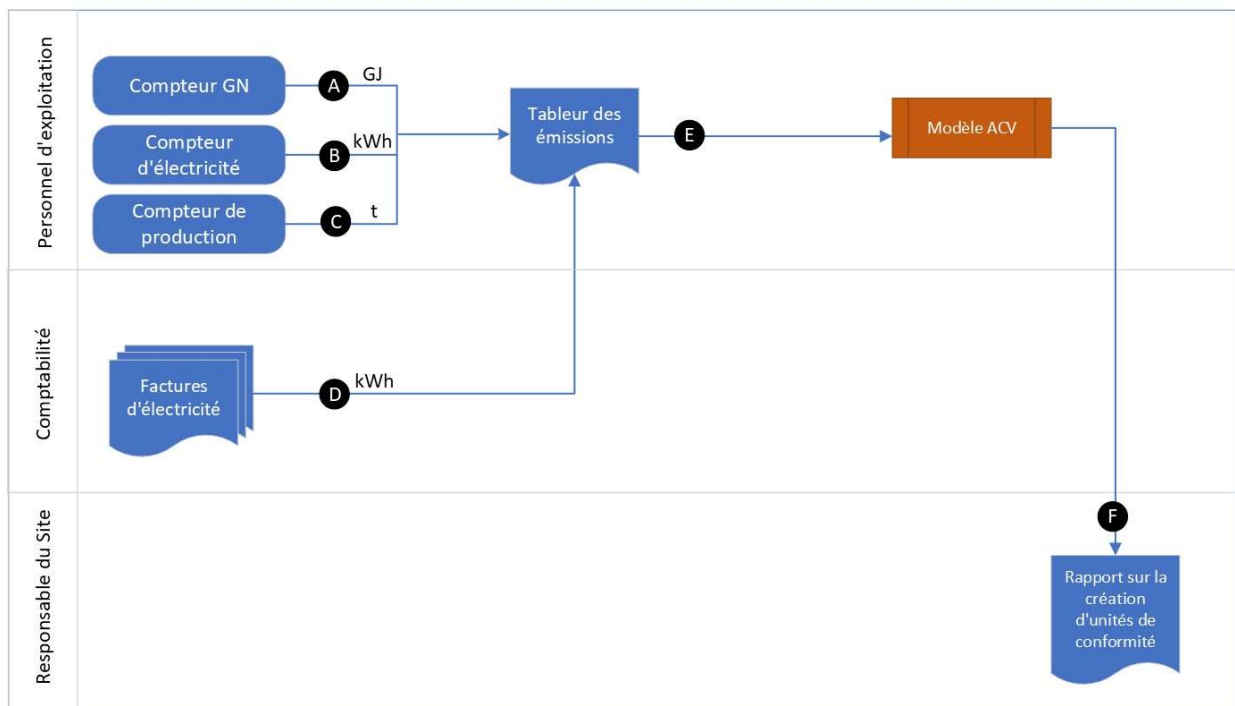 Personnel d'exploitation
Compteur GN
A
GJ
Compteur
d'électricité
B
kWh
Compteur de
production
C
t
Tableur des
émissions
E
Modèle ACV
Comptabilité
Factures
d'électricité
D
kWh
Responsable du Site
F
Rapport sur la
création
d'unités de
conformité